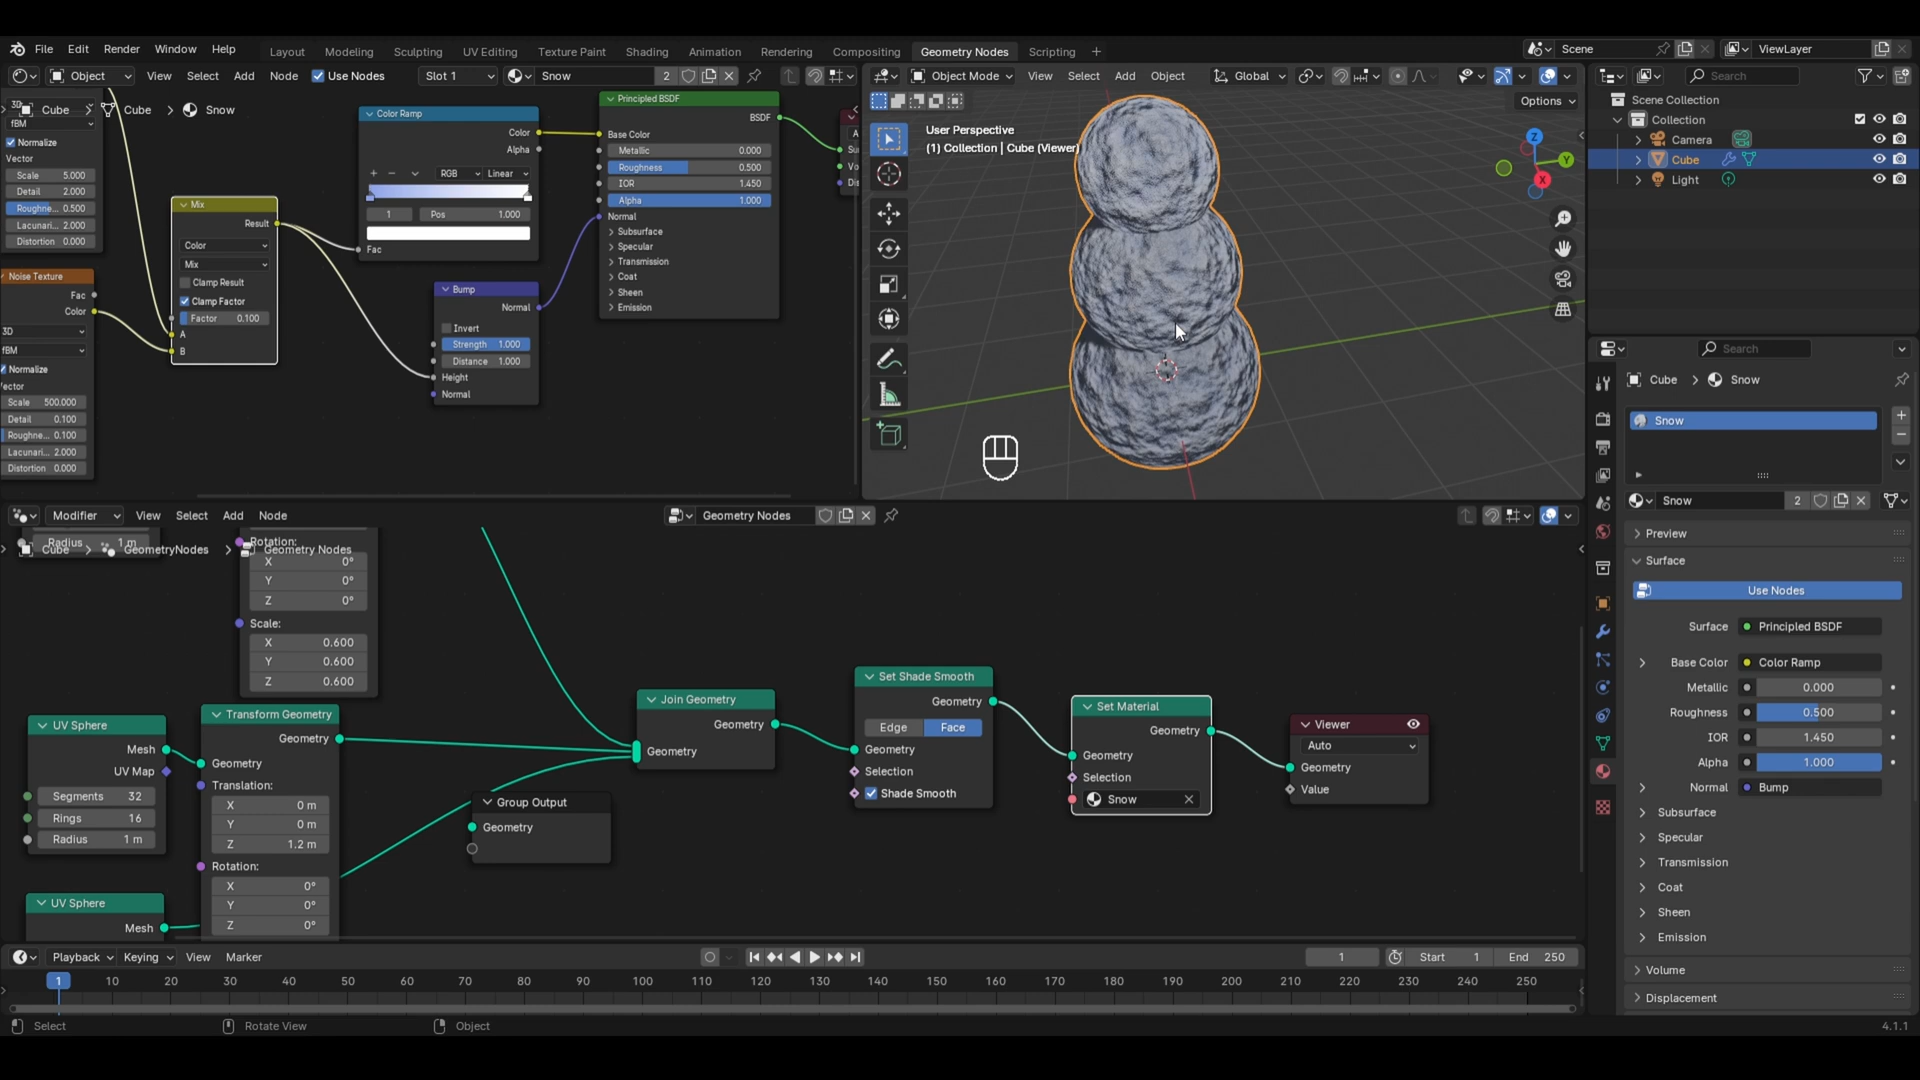 File Edit Render Window Help Layout Modeling Sculpting UV Editing Texture Paint Shading Animation Rendering Compositing Geometry Nodes Scripting + Scene ViewLayer
Object View Select Add Node Use Nodes Slot 1 Snow 2
Object Mode View Select Add Object Global
Search
Cube Cube Snow
fBM
Normalize
Vector
Scale 5.000
Detail 2.000
Roughne... 0.500
Lacunari... 2.000
Distortion 0.000
Noise Texture
Fac
Color
3D
fBM
Normalize
Scale 500.000
Detail 0.100
Roughne... 0.100
Lacunari... 2.000
Distortion 0.000
Mix
Result
Color
Mix
Clamp Result
Clamp Factor
Factor 0.100
A
B
Color Ramp
Color
Alpha
RGB Linear
1 Pos 1.000
Fac
Bump
Normal
Invert
Strength 1.000
Distance 1.000
Height
Normal
Principled BSDF
BSDF
Base Color
Metallic 0.000
Roughness 0.500
IOR 1.450
Alpha 1.000
Normal
Subsurface
Specular
Transmission
Coat
Sheen
Emission
Options
User Perspective
(1) Collection | Cube (Viewer)
Z
Y
X
Scene Collection
Collection
Camera
Cube
Light
Search
Cube Snow
Snow
Snow 2
Preview
Surface
Use Nodes
Surface Principled BSDF
Base Color Color Ramp
Metallic 0.000
Roughness 0.500
IOR 1.450
Alpha 1.000
Normal Bump
Subsurface
Specular
Transmission
Coat
Sheen
Emission
Volume
Displacement
Modifier View Select Add Node Geometry Nodes
Radius 1 m
Cube GeometryNodes Geometry Nodes
Rotation:
X 0°
Y 0°
Z 0°
Scale:
X 0.600
Y 0.600
Z 0.600
UV Sphere
Mesh
UV Map
Segments 32
Rings 16
Radius 1 m
UV Sphere
Mesh
Transform Geometry
Geometry
Geometry
Translation:
X 0 m
Y 0 m
Z 1.2 m
Rotation:
X 0°
Y 0°
Z 0°
Group Output
Geometry
Join Geometry
Geometry
Geometry
Set Shade Smooth
Geometry
Edge Face
Geometry
Selection
Shade Smooth
Set Material
Geometry
Geometry
Selection
Snow
Viewer
Auto
Geometry
Value
Playback Keying View Marker 1 Start 1 End 250
1 10 20 30 40 50 60 70 80 90 100 110 120 130 140 150 160 170 180 190 200 210 220 230 240 250
Select Rotate View Object 4.1.1